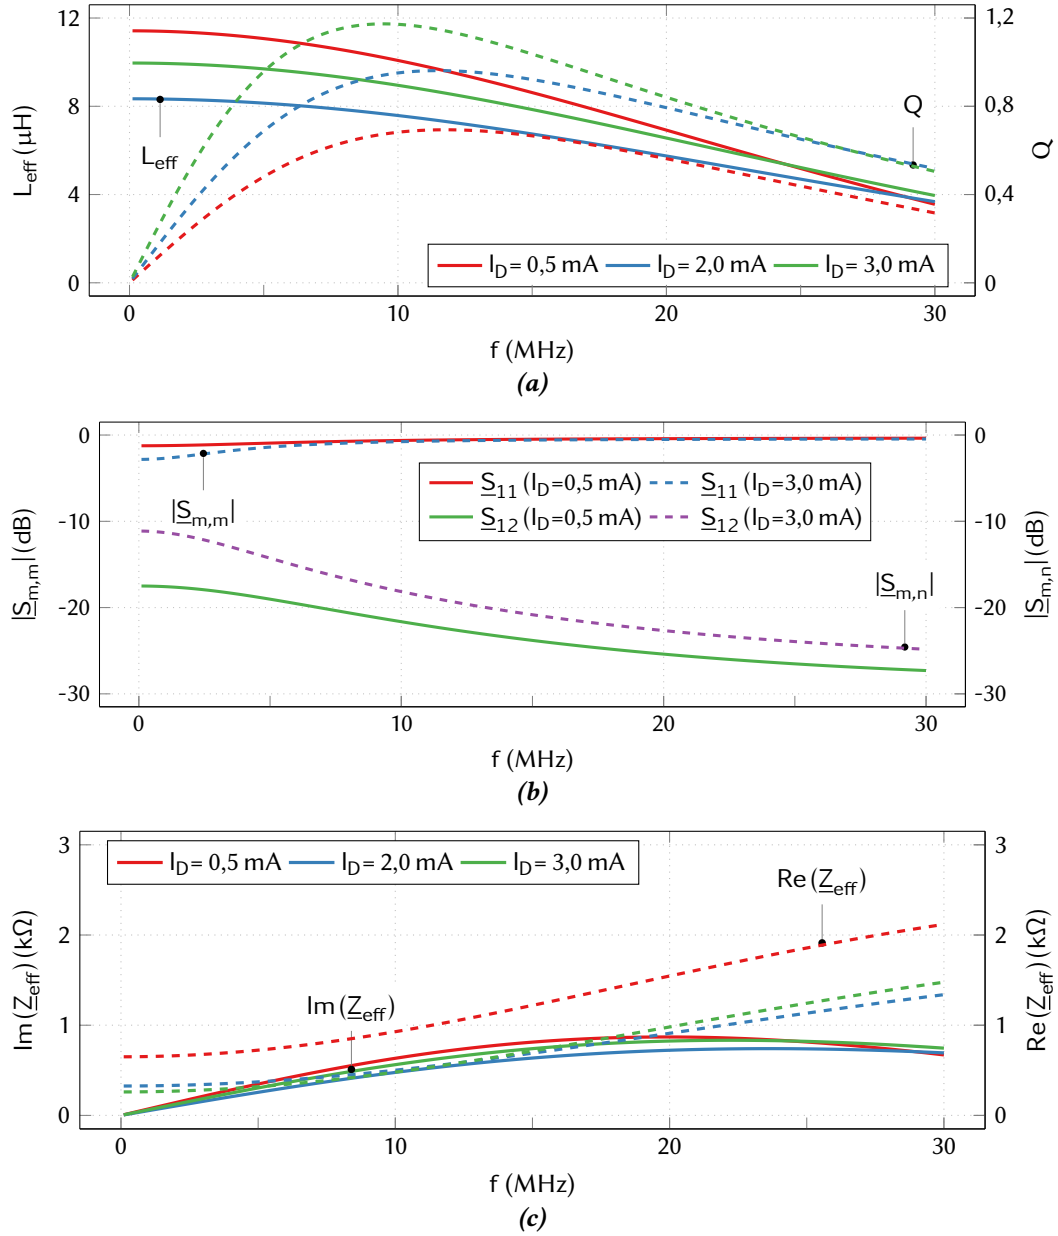 12
1,2
8
0,8
4
0,4
0
0
L_eff (μH)
Q
L_eff
Q
I_D = 0,5 mA   I_D = 2,0 mA   I_D = 3,0 mA
0 10 20 30
f (MHz)
(a)
0
0
-10
-10
-20
-20
-30
-30
|S_m,m| (dB)
|S_m,n| (dB)
S_11 (I_D=0,5 mA)   S_11 (I_D=3,0 mA)
S_12 (I_D=0,5 mA)   S_12 (I_D=3,0 mA)
|S_m,m|
|S_m,n|
0 10 20 30
f (MHz)
(b)
3
3
2
2
1
1
0
0
Im (Z_eff) (kΩ)
Re (Z_eff) (kΩ)
I_D = 0,5 mA   I_D = 2,0 mA   I_D = 3,0 mA
Re (Z_eff)
Im (Z_eff)
0 10 20 30
f (MHz)
(c)